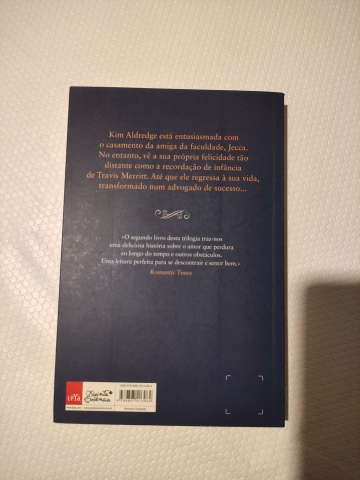 Kim Aldredge está entusiasmada com
o casamento da amiga da faculdade, Jecca.
No entanto, vê a sua própria felicidade tão
distante como a recordação de infância
de Travis Merritt. Até que ele regressa à sua vida,
transformado num advogado de sucesso...
«O segundo livro desta trilogia traz-nos
uma deliciosa história sobre o amor que perdura
ao longo do tempo e outros obstáculos.
Uma leitura perfeita para se descontrair e sentir bem.»
Romantic Times
LeYa
Quinta
Essência